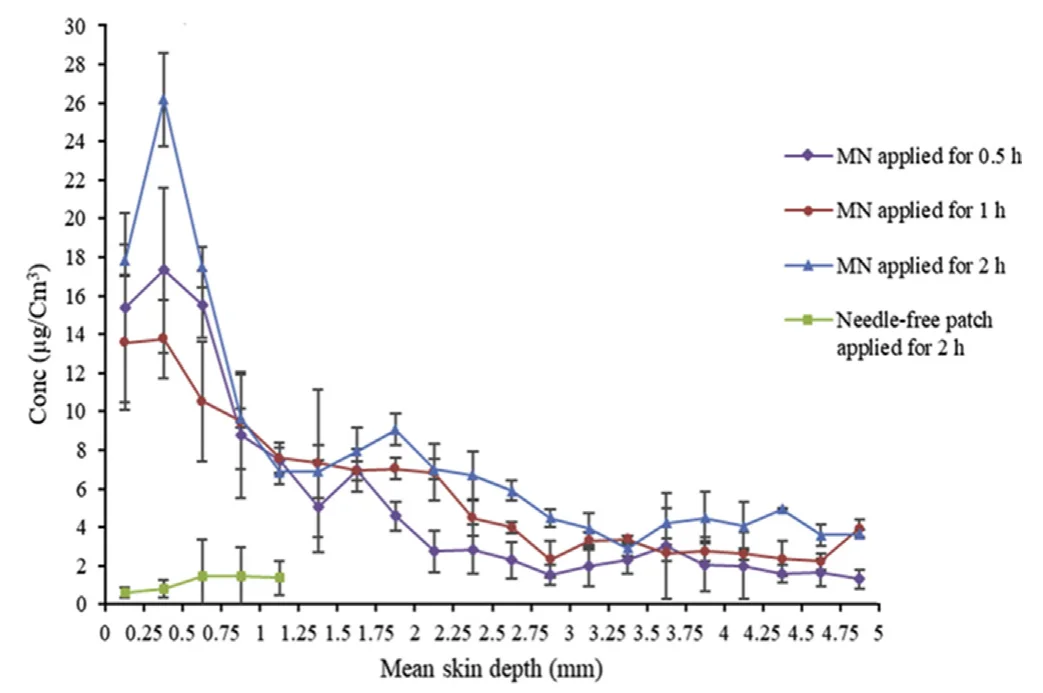 30
28
26
24
22
20
18
16
14
12
10
8
6
4
2
0
Conc (µg/Cm³)
0 0.25 0.5 0.75 1 1.25 1.5 1.75 2 2.25 2.5 2.75 3 3.25 3.5 3.75 4 4.25 4.5 4.75 5
Mean skin depth (mm)
MN applied for 0.5 h
MN applied for 1 h
MN applied for 2 h
Needle-free patch
applied for 2 h